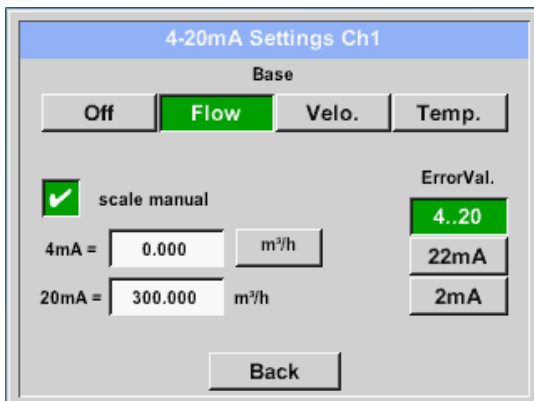 4-20mA Settings Ch1
Base
Off Flow Velo. Temp.
ErrorVal.
scale manual
4..20
4mA = 0.000 m³/h
22mA
20mA = 300.000 m³/h
2mA
Back